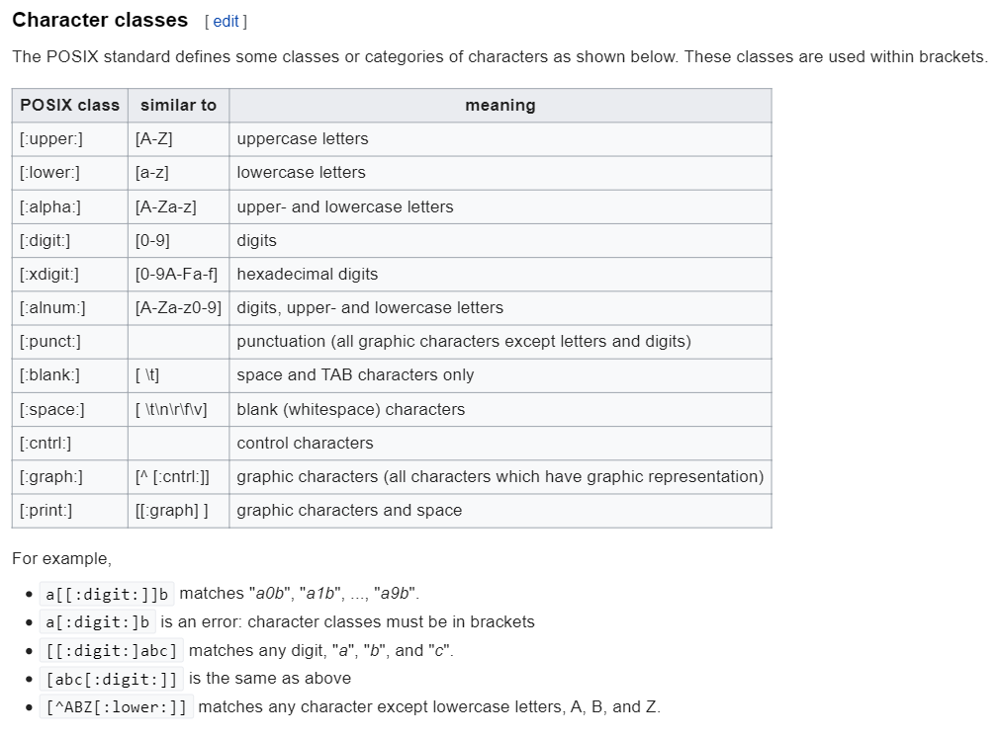 Character classes [ edit ]
The POSIX standard defines some classes or categories of characters as shown below. These classes are used within brackets.
POSIX class similar to meaning
[:upper:] [A-Z] uppercase letters
[:lower:] [a-z] lowercase letters
[:alpha:] [A-Za-z] upper- and lowercase letters
[:digit:] [0-9] digits
[:xdigit:] [0-9A-Fa-f] hexadecimal digits
[:alnum:] [A-Za-z0-9] digits, upper- and lowercase letters
[:punct:] punctuation (all graphic characters except letters and digits)
[:blank:] [ \t] space and TAB characters only
[:space:] [ \t\n\r\f\v] blank (whitespace) characters
[:cntrl:] control characters
[:graph:] [^ [:cntrl:]] graphic characters (all characters which have graphic representation)
[:print:] [[:graph] ] graphic characters and space
For example,
• a[[:digit:]]b matches "a0b", "a1b", ..., "a9b".
• a[:digit:]b is an error: character classes must be in brackets
• [[:digit:]abc] matches any digit, "a", "b", and "c".
• [abc[:digit:]] is the same as above
• [^ABZ[:lower:]] matches any character except lowercase letters, A, B, and Z.